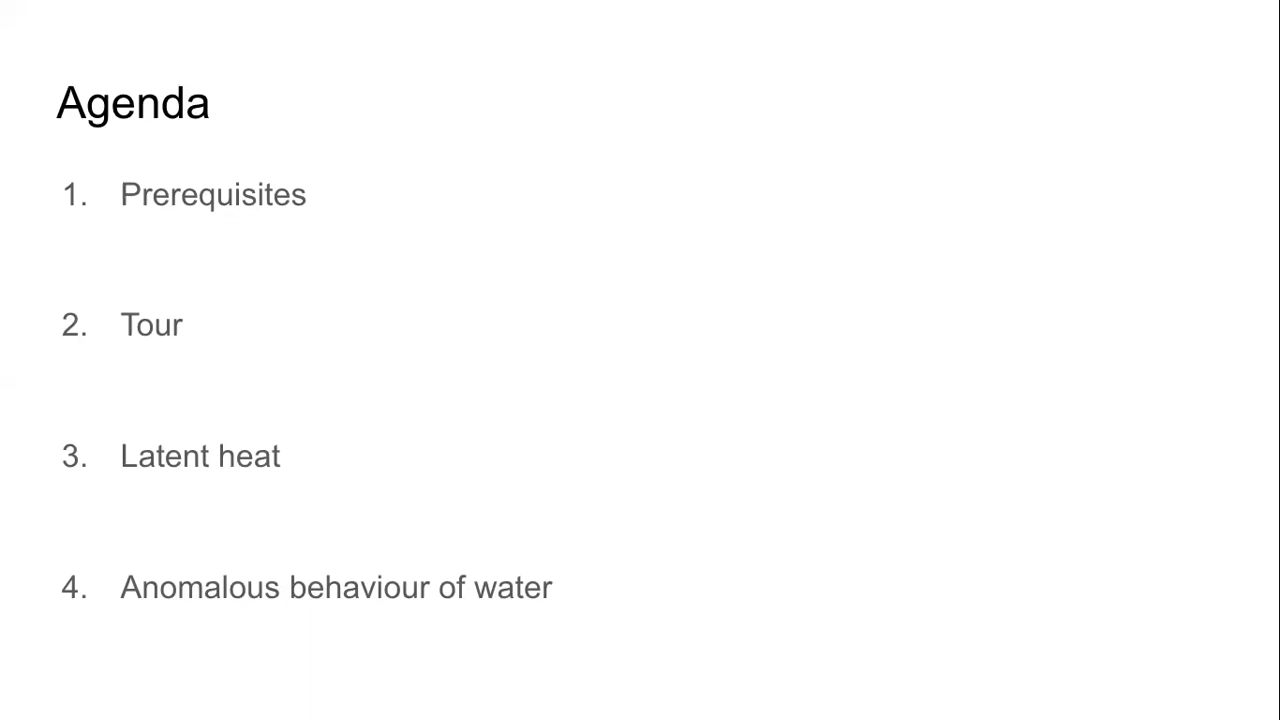 Agenda
1. Prerequisites
2. Tour
3. Latent heat
4. Anomalous behaviour of water